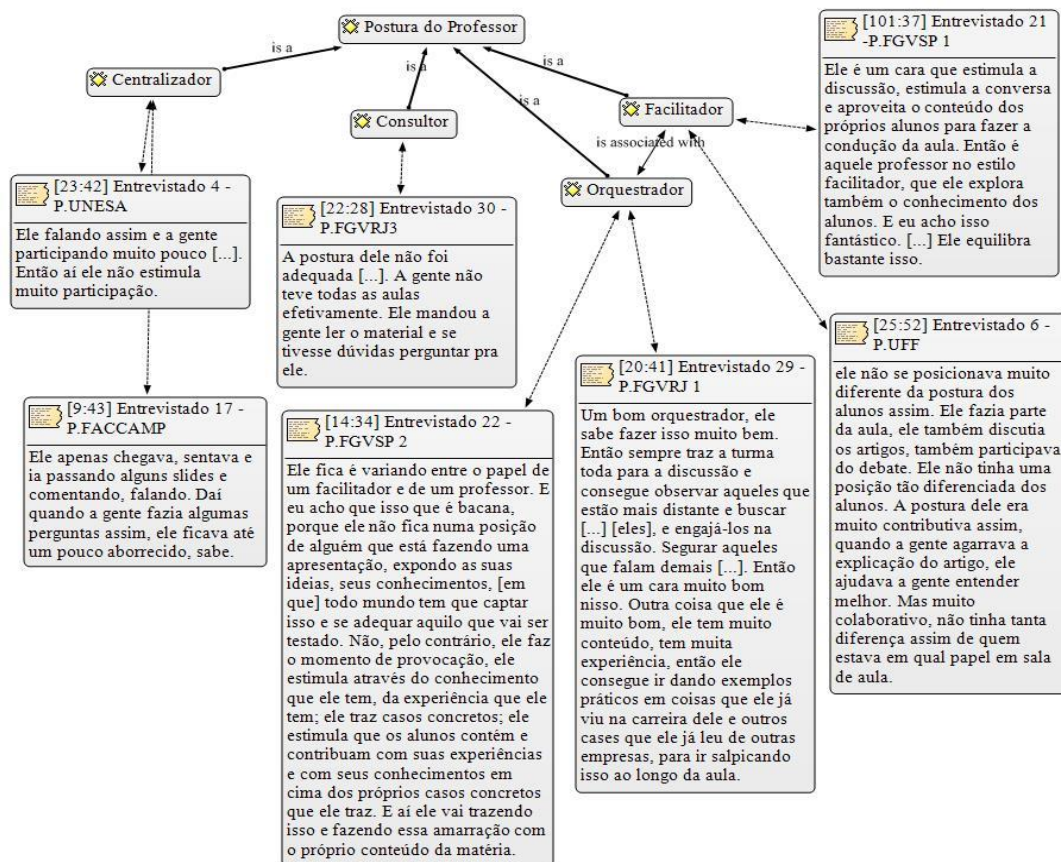 Postura do Professor
is a
is a
is a
is a
Centralizador
Consultor
Facilitador
is associated with
Orquestrador
[23:42] Entrevistado 4 -
P.UNESA
Ele falando assim e a gente
participando muito pouco [...].
Então aí ele não estimula
muito participação.
[9:43] Entrevistado 17 -
P.FACCAMP
Ele apenas chegava, sentava e
ia passando alguns slides e
comentando, falando. Daí
quando a gente fazia algumas
perguntas assim, ele ficava até
um pouco aborrecido, sabe.
[22:28] Entrevistado 30 -
P.FGVRJ3
A postura dele não foi
adequada [...]. A gente não
teve todas as aulas
efetivamente. Ele mandou a
gente ler o material e se
tivesse dúvidas perguntar pra
ele.
[14:34] Entrevistado 22 -
P.FGVSP 2
Ele fica é variando entre o papel de
um facilitador e de um professor. E
eu acho que isso que é bacana,
porque ele não fica numa posição
de alguém que está fazendo uma
apresentação, expondo as suas
ideias, seus conhecimentos, [em
que] todo mundo tem que captar
isso e se adequar aquilo que vai ser
testado. Não, pelo contrário, ele faz
o momento de provocação, ele
estimula através do conhecimento
que ele tem, da experiência que ele
tem; ele traz casos concretos; ele
estimula que os alunos contém e
contribuam com suas experiências
e com seus conhecimentos em
cima dos próprios casos concretos
que ele traz. E aí ele vai trazendo
isso e fazendo essa amarração com
o próprio conteúdo da matéria.
[20:41] Entrevistado 29 -
P.FGVRJ 1
Um bom orquestrador, ele
sabe fazer isso muito bem.
Então sempre traz a turma
toda para a discussão e
consegue observar aqueles que
estão mais distante e buscar
[...] [eles], e engajá-los na
discussão. Segurar aqueles
que falam demais [...]. Então
ele é um cara muito bom
nisso. Outra coisa que ele é
muito bom, ele tem muito
conteúdo, tem muita
experiência, então ele
consegue ir dando exemplos
práticos em coisas que ele já
viu na carreira dele e outros
cases que ele já leu de outras
empresas, para ir salpicando
isso ao longo da aula.
[101:37] Entrevistado 21
-P.FGVSP 1
Ele é um cara que estimula a
discussão, estimula a conversa
e aproveita o conteúdo dos
próprios alunos para fazer a
condução da aula. Então é
aquele professor no estilo
facilitador, que ele explora
também o conhecimento dos
alunos. E eu acho isso
fantástico. [...] Ele equilibra
bastante isso.
[25:52] Entrevistado 6 -
P.UFF
ele não se posicionava muito
diferente da postura dos
alunos assim. Ele fazia parte
da aula, ele também discutia
os artigos, também participava
do debate. Ele não tinha uma
posição tão diferenciada dos
alunos. A postura dele era
muito contributiva assim,
quando a gente agarrava a
explicação do artigo, ele
ajudava a gente entender
melhor. Mas muito
colaborativo, não tinha tanta
diferença assim de quem
estava em qual papel em sala
de aula.